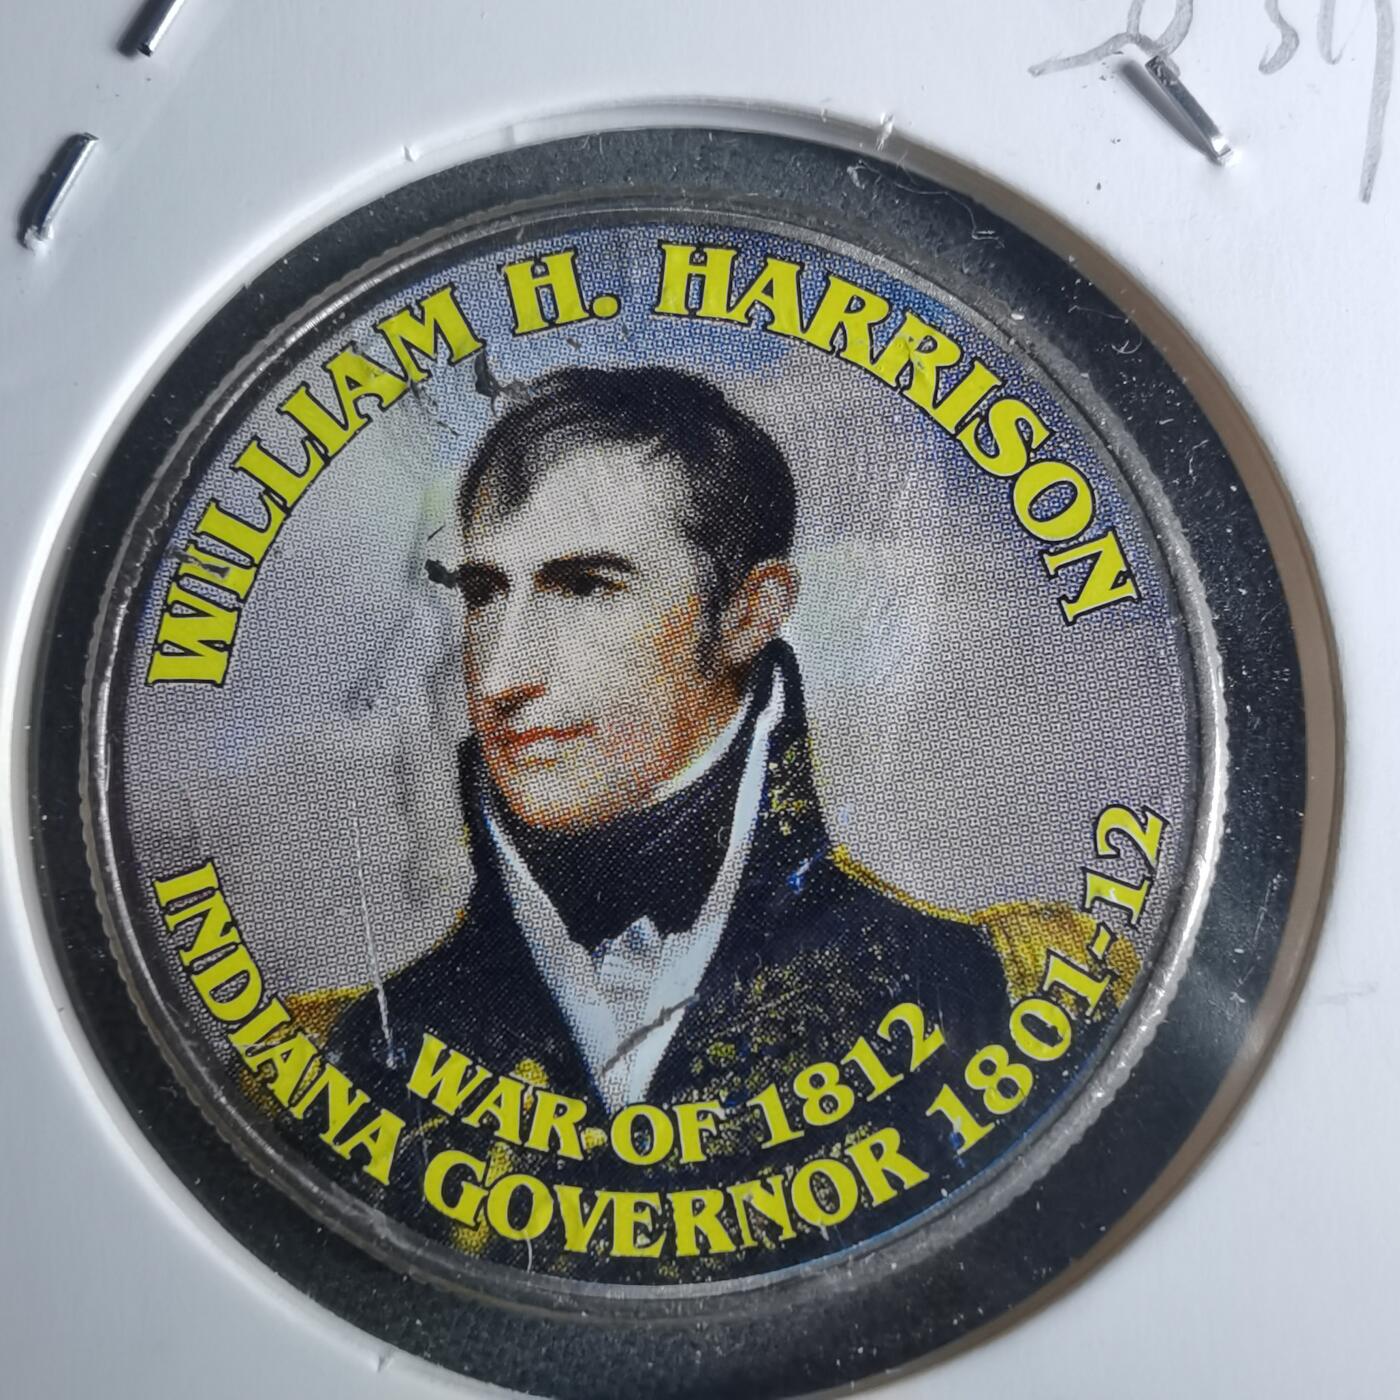 WILLIAM H. HARRISON
WAR OF 1812
INDIANA GOVERNOR 1801-12